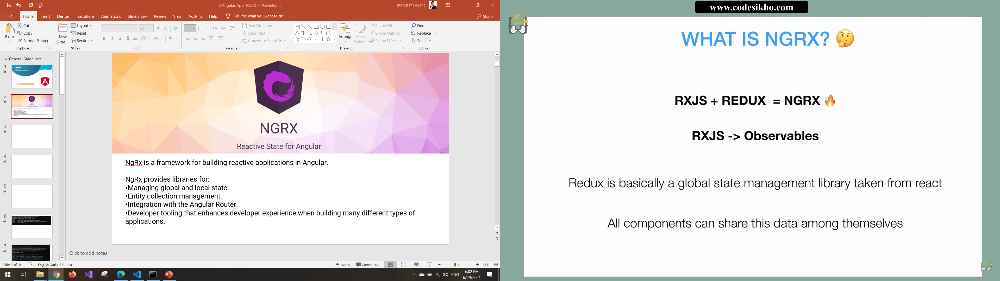 3 Angular App NGRX - PowerPoint
maruti makwana
File Home Insert Design Transitions Animations Slide Show Review View Add-ins Help Tell me what you want to do
Share
Paste
Cut
Copy
Format Painter
Clipboard
New Slide
Layout
Reset
Section
Slides
20
B I U S abc AV Aa A
Font
Text Direction
Align Text
Convert to SmartArt
Paragraph
Arrange
Quick Styles
Shape Fill
Shape Outline
Shape Effects
Drawing
Find
Replace
Select
Editing
General Guidelines
1
Angular
2
NGRX
3
4
5
6
7
NGRX
Reactive State for Angular
NgRx is a framework for building reactive applications in Angular.
NgRx provides libraries for:
•Managing global and local state.
•Entity collection management.
•Integration with the Angular Router.
•Developer tooling that enhances developer experience when building many different types of
applications.
Click to add notes
Slide 2 of 36
English (United States)
Notes
Comments
81%
ENG
6:02 PM
6/29/2021
www.codesikho.com
WHAT IS NGRX? 🤔
RXJS + REDUX = NGRX 🔥
RXJS -> Observables
Redux is basically a global state management library taken from react
All components can share this data among themselves